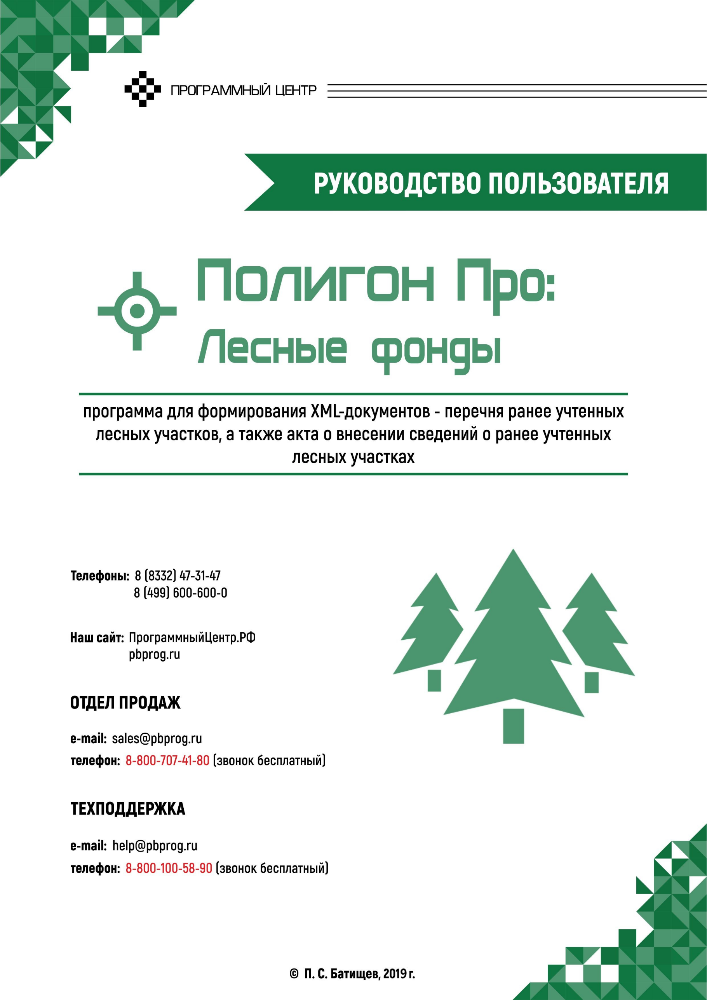 ПРОГРАММНЫЙ ЦЕНТР
РУКОВОДСТВО ПОЛЬЗОВАТЕЛЯ
Полигон Про:
Лесные фонды
программа для формирования XML-документов - перечня ранее учтенных
лесных участков, а также акта о внесении сведений о ранее учтенных
лесных участках
Телефоны: 8 (8332) 47-31-47
8 (499) 600-600-0
Наш сайт: ПрограммныйЦентр.РФ
pbprog.ru
ОТДЕЛ ПРОДАЖ
e-mail: sales@pbprog.ru
телефон: 8-800-707-41-80 (звонок бесплатный)
ТЕХПОДДЕРЖКА
e-mail: help@pbprog.ru
телефон: 8-800-100-58-90 (звонок бесплатный)
© П. С. Батищев, 2019 г.